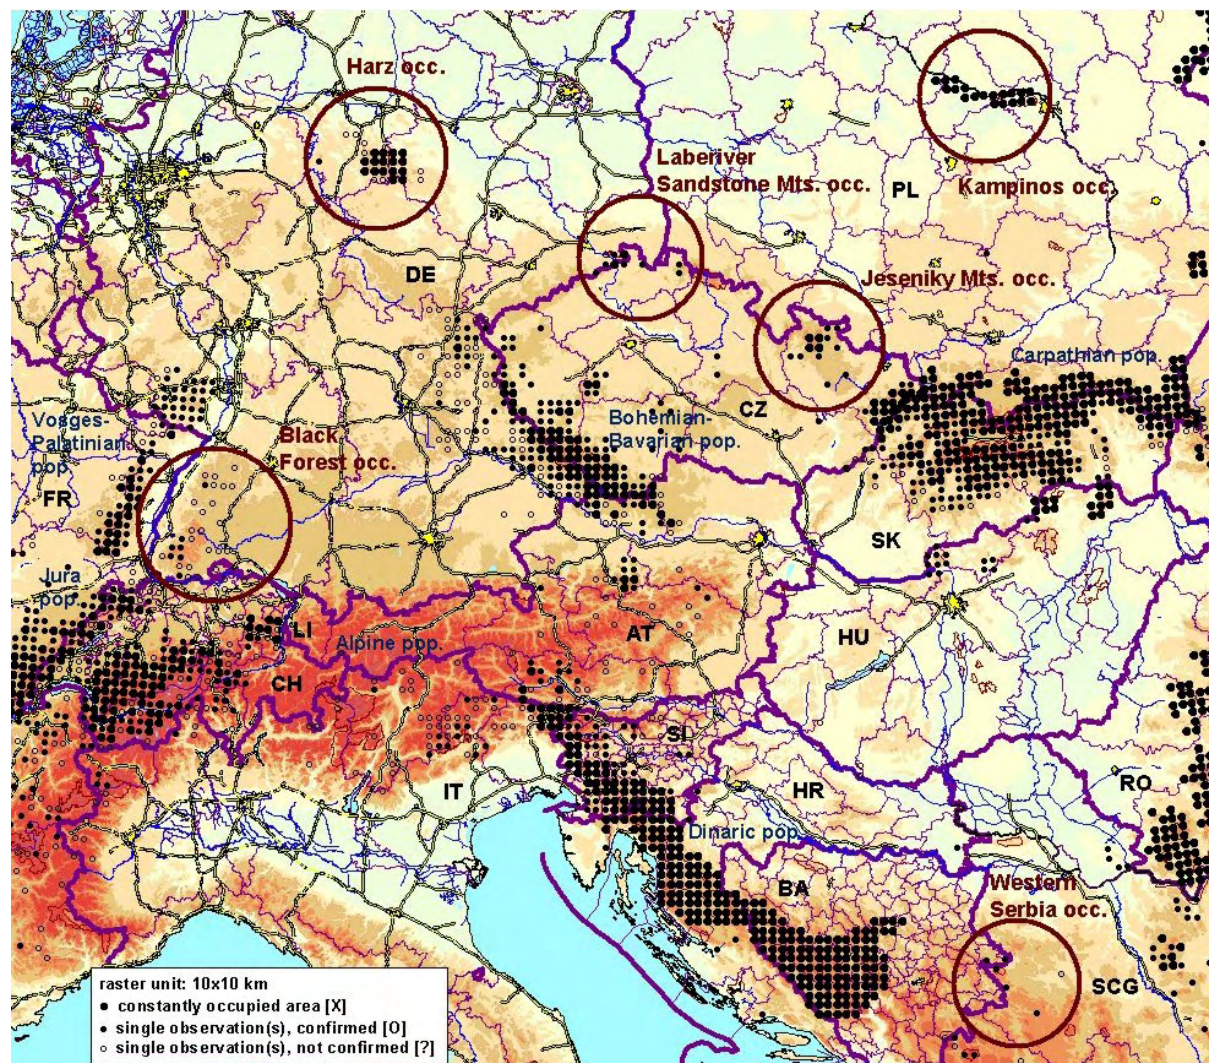 Harz occ.
Laberiver
Sandstone Mts. occ.
PL
Kampinos occ.
DE
Jeseniky Mts. occ.
Carpathian pop.
Vosges-
Palatinian
pop.
Black
Forest occ.
Bohemian-
Bavarian pop.
CZ
FR
SK
Jura
pop.
LI
Alpine pop.
AT
HU
CH
SI
IT
HR
RO
Dinaric pop.
BA
Western
Serbia occ.
SCG
raster unit: 10x10 km
constantly occupied area [X]
single observation(s), confirmed [O]
single observation(s), not confirmed [?]